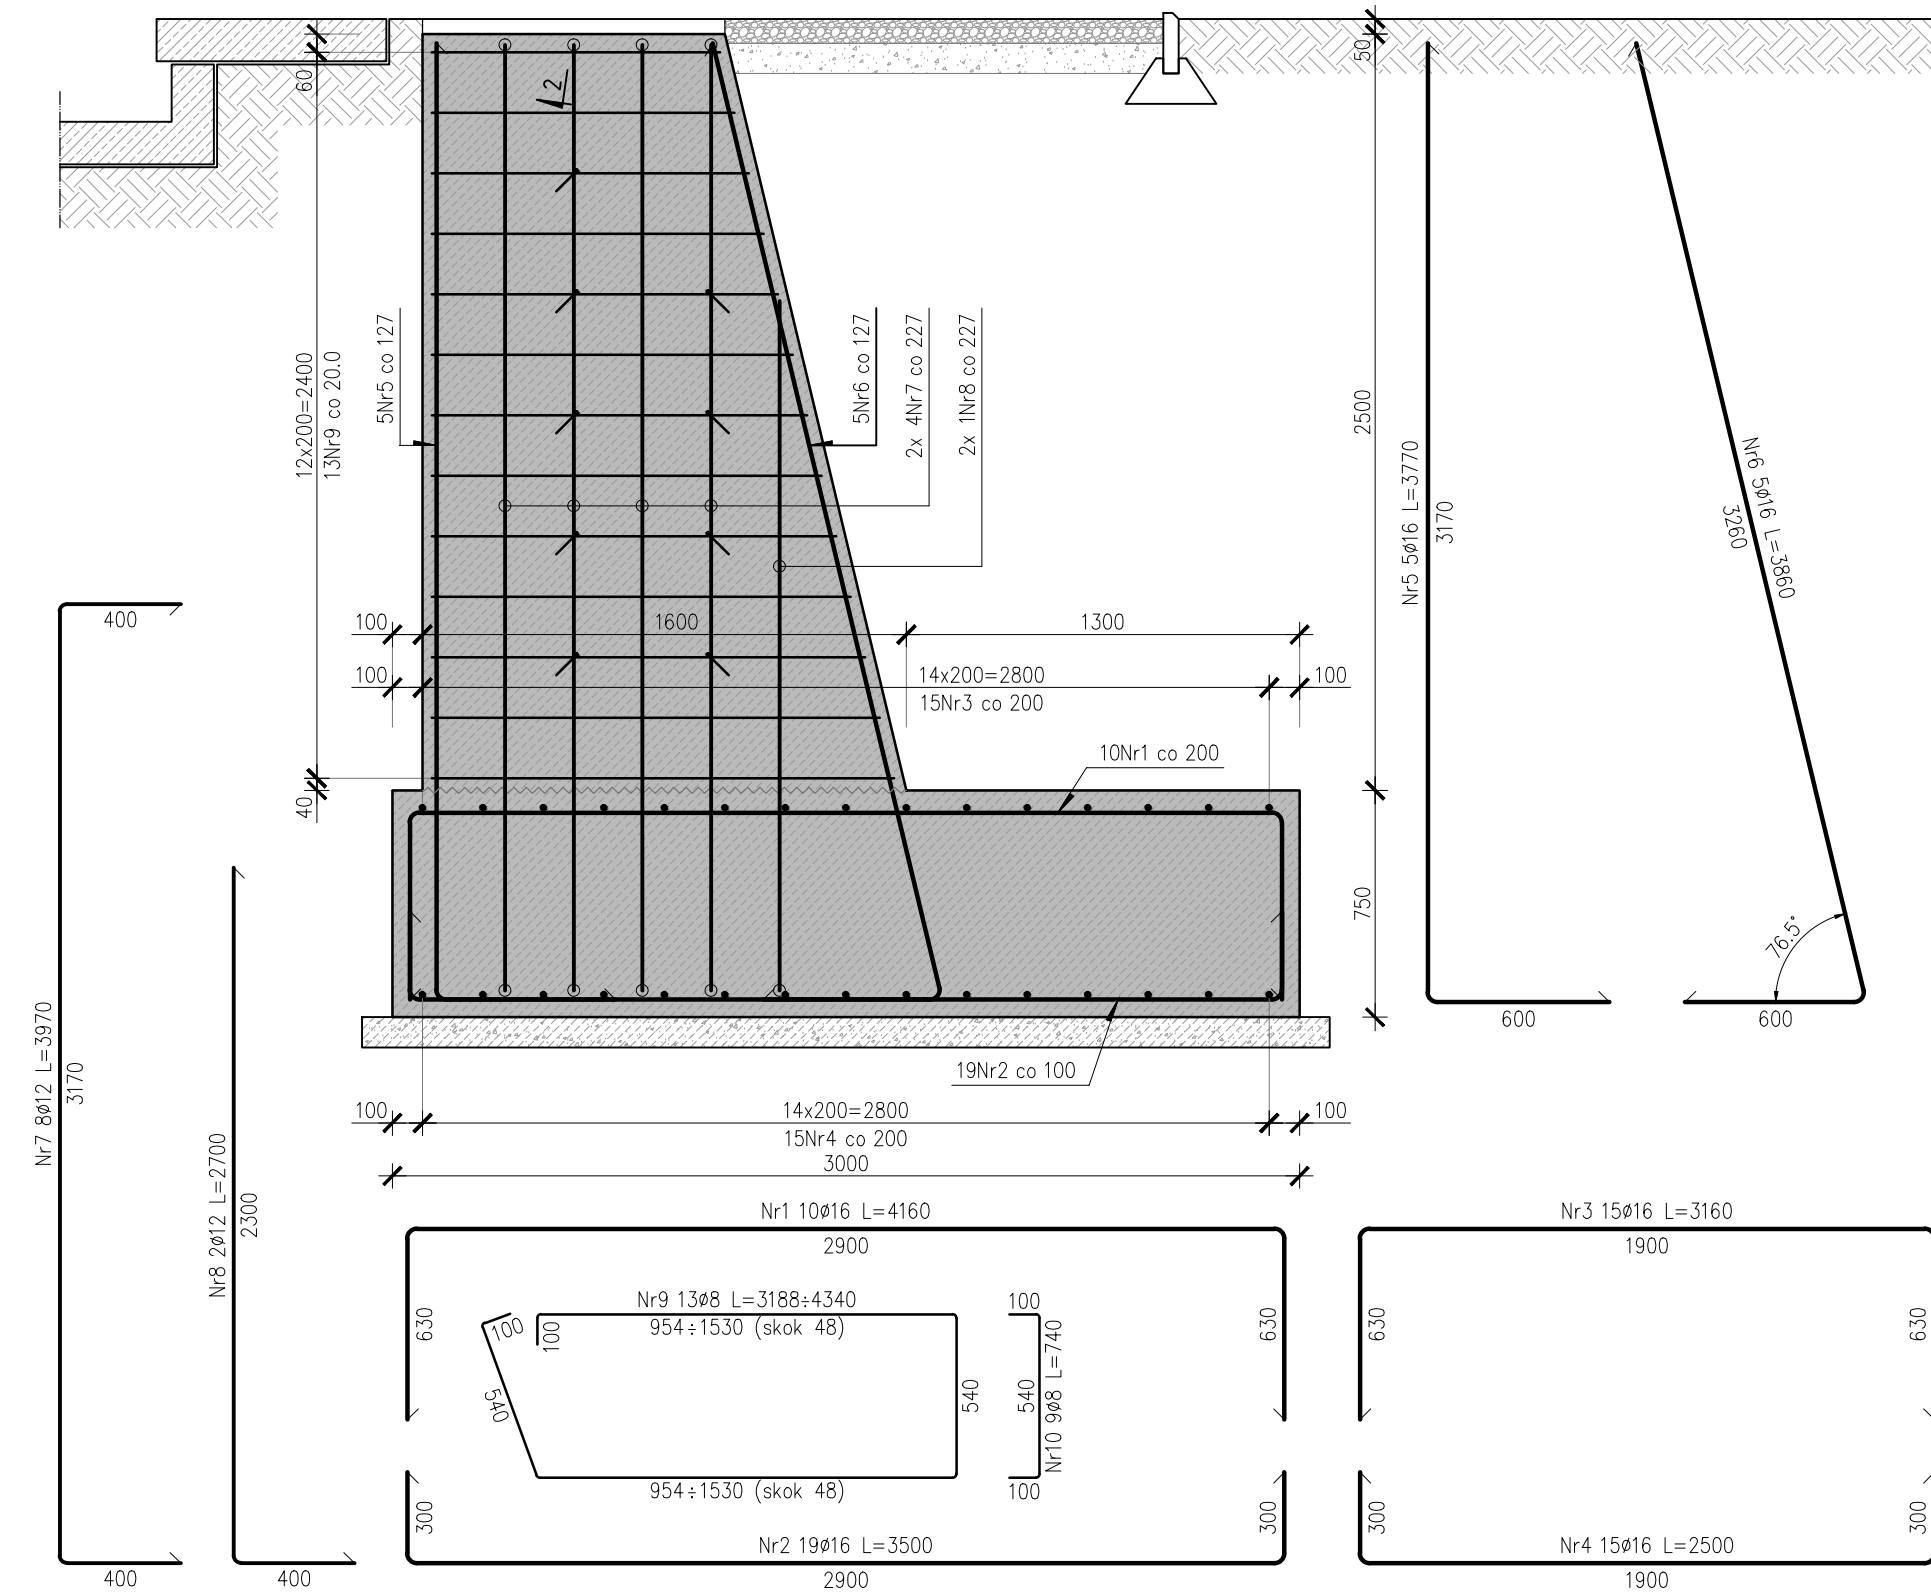 60
2
50
12x200=2400
13Nr9 co 20.0
5Nr5 co 127
5Nr6 co 127
2x 4Nr7 co 227
2x 1Nr8 co 227
2500
Nr5 5ø16 L=3770
3170
Nr6 5ø16 L=3860
3260
400
100
1600
1300
100
14x200=2800
100
15Nr3 co 200
10Nr1 co 200
40
750
76.5°
600
600
19Nr2 co 100
100
14x200=2800
100
15Nr4 co 200
3000
Nr7 8ø12 L=3970
3170
Nr8 2ø12 L=2700
2300
Nr1 10ø16 L=4160
2900
Nr3 15ø16 L=3160
1900
Nr9 13ø8 L=3188÷4340
954÷1530 (skok 48)
100
100
100
630
630
630
630
540
540
540
Nr10 9ø8 L=740
954÷1530 (skok 48)
100
300
300
300
300
Nr2 19ø16 L=3500
2900
Nr4 15ø16 L=2500
1900
400
400